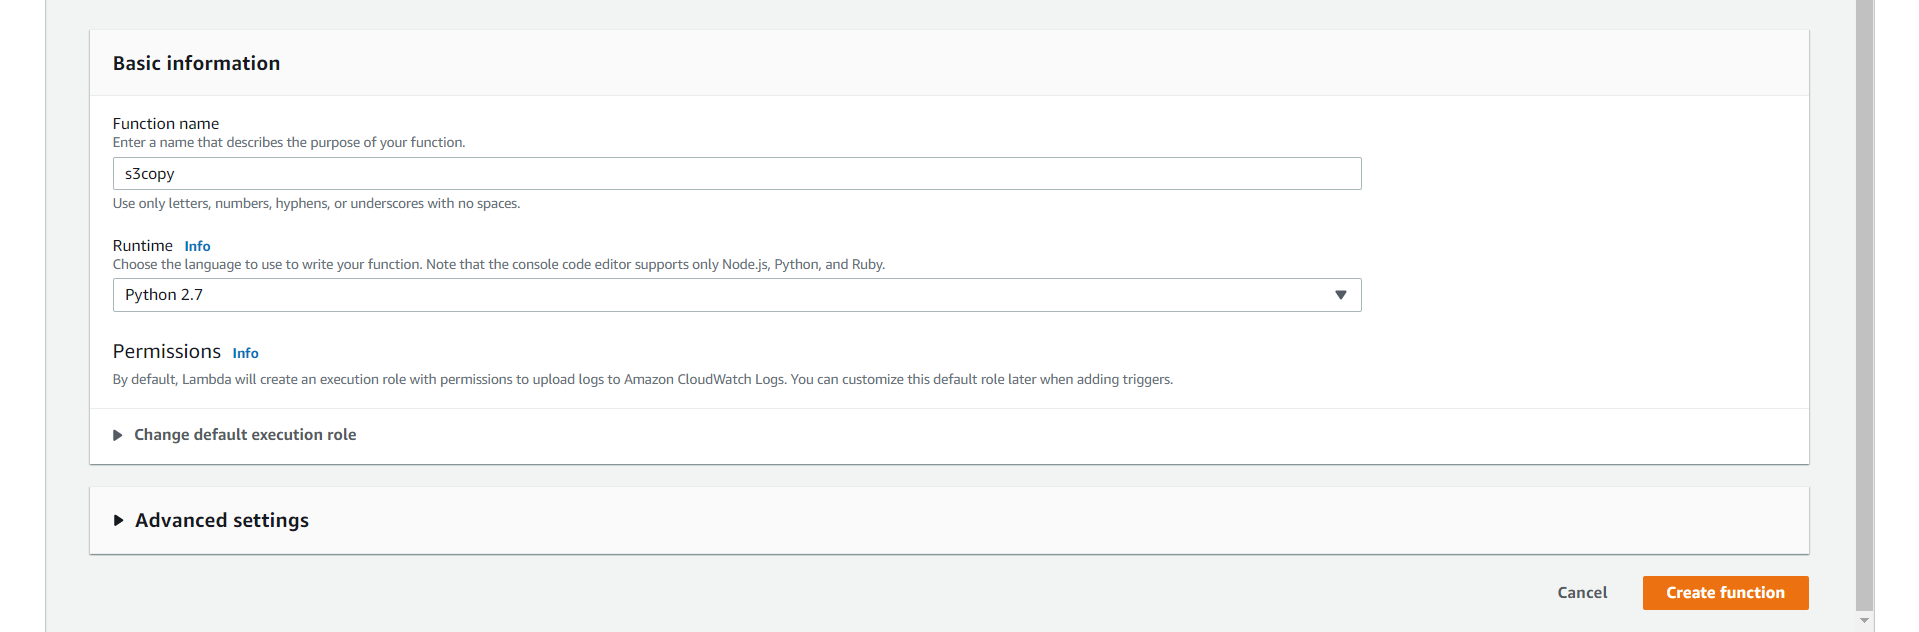 Basic information
Function name
Enter a name that describes the purpose of your function.
s3copy
Use only letters, numbers, hyphens, or underscores with no spaces.
Runtime Info
Choose the language to use to write your function. Note that the console code editor supports only Node.js, Python, and Ruby.
Python 2.7
Permissions Info
By default, Lambda will create an execution role with permissions to upload logs to Amazon CloudWatch Logs. You can customize this default role later when adding triggers.
Change default execution role
Advanced settings
Cancel Create function